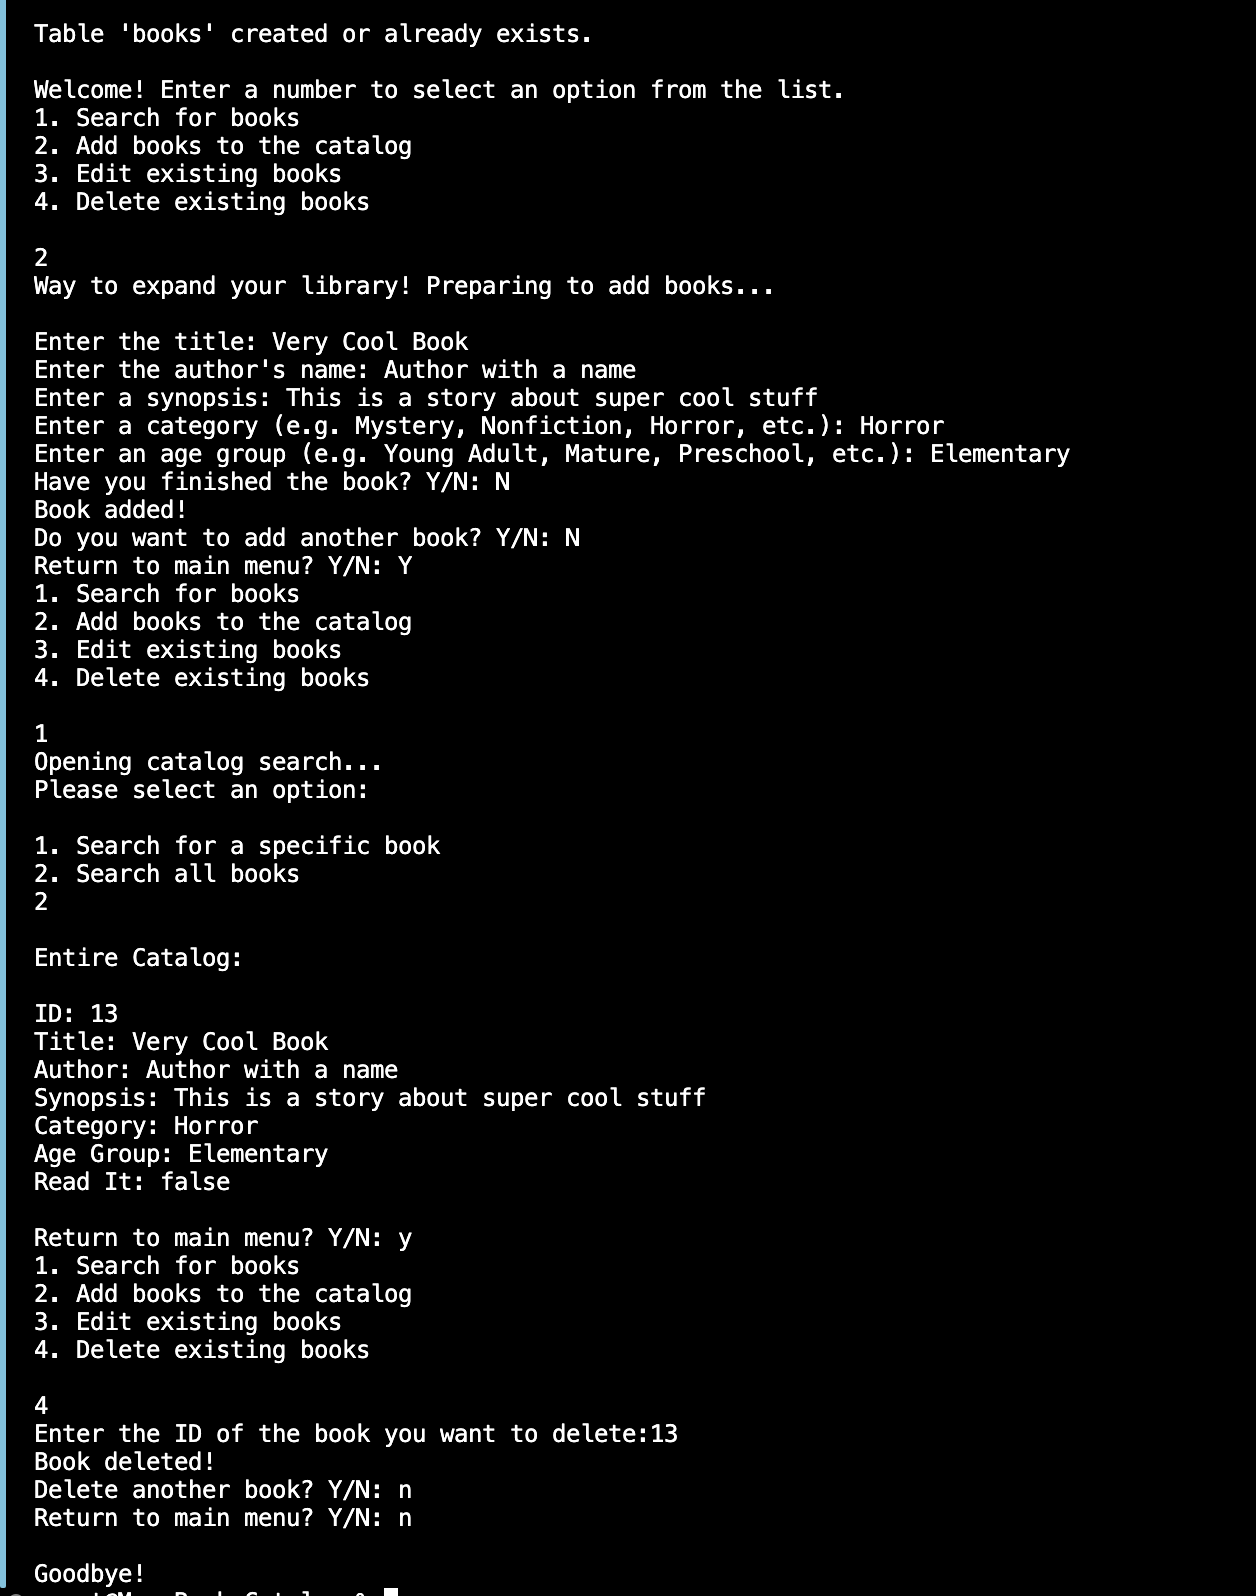 Table 'books' created or already exists.
Welcome! Enter a number to select an option from the list.
1. Search for books
2. Add books to the catalog
3. Edit existing books
4. Delete existing books
2
Way to expand your library! Preparing to add books...
Enter the title: Very Cool Book
Enter the author's name: Author with a name
Enter a synopsis: This is a story about super cool stuff
Enter a category (e.g. Mystery, Nonfiction, Horror, etc.): Horror
Enter an age group (e.g. Young Adult, Mature, Preschool, etc.): Elementary
Have you finished the book? Y/N: N
Book added!
Do you want to add another book? Y/N: N
Return to main menu? Y/N: Y
1. Search for books
2. Add books to the catalog
3. Edit existing books
4. Delete existing books
1
Opening catalog search...
Please select an option:
1. Search for a specific book
2. Search all books
2
Entire Catalog:
ID: 13
Title: Very Cool Book
Author: Author with a name
Synopsis: This is a story about super cool stuff
Category: Horror
Age Group: Elementary
Read It: false
Return to main menu? Y/N: y
1. Search for books
2. Add books to the catalog
3. Edit existing books
4. Delete existing books
4
Enter the ID of the book you want to delete:13
Book deleted!
Delete another book? Y/N: n
Return to main menu? Y/N: n
Goodbye!